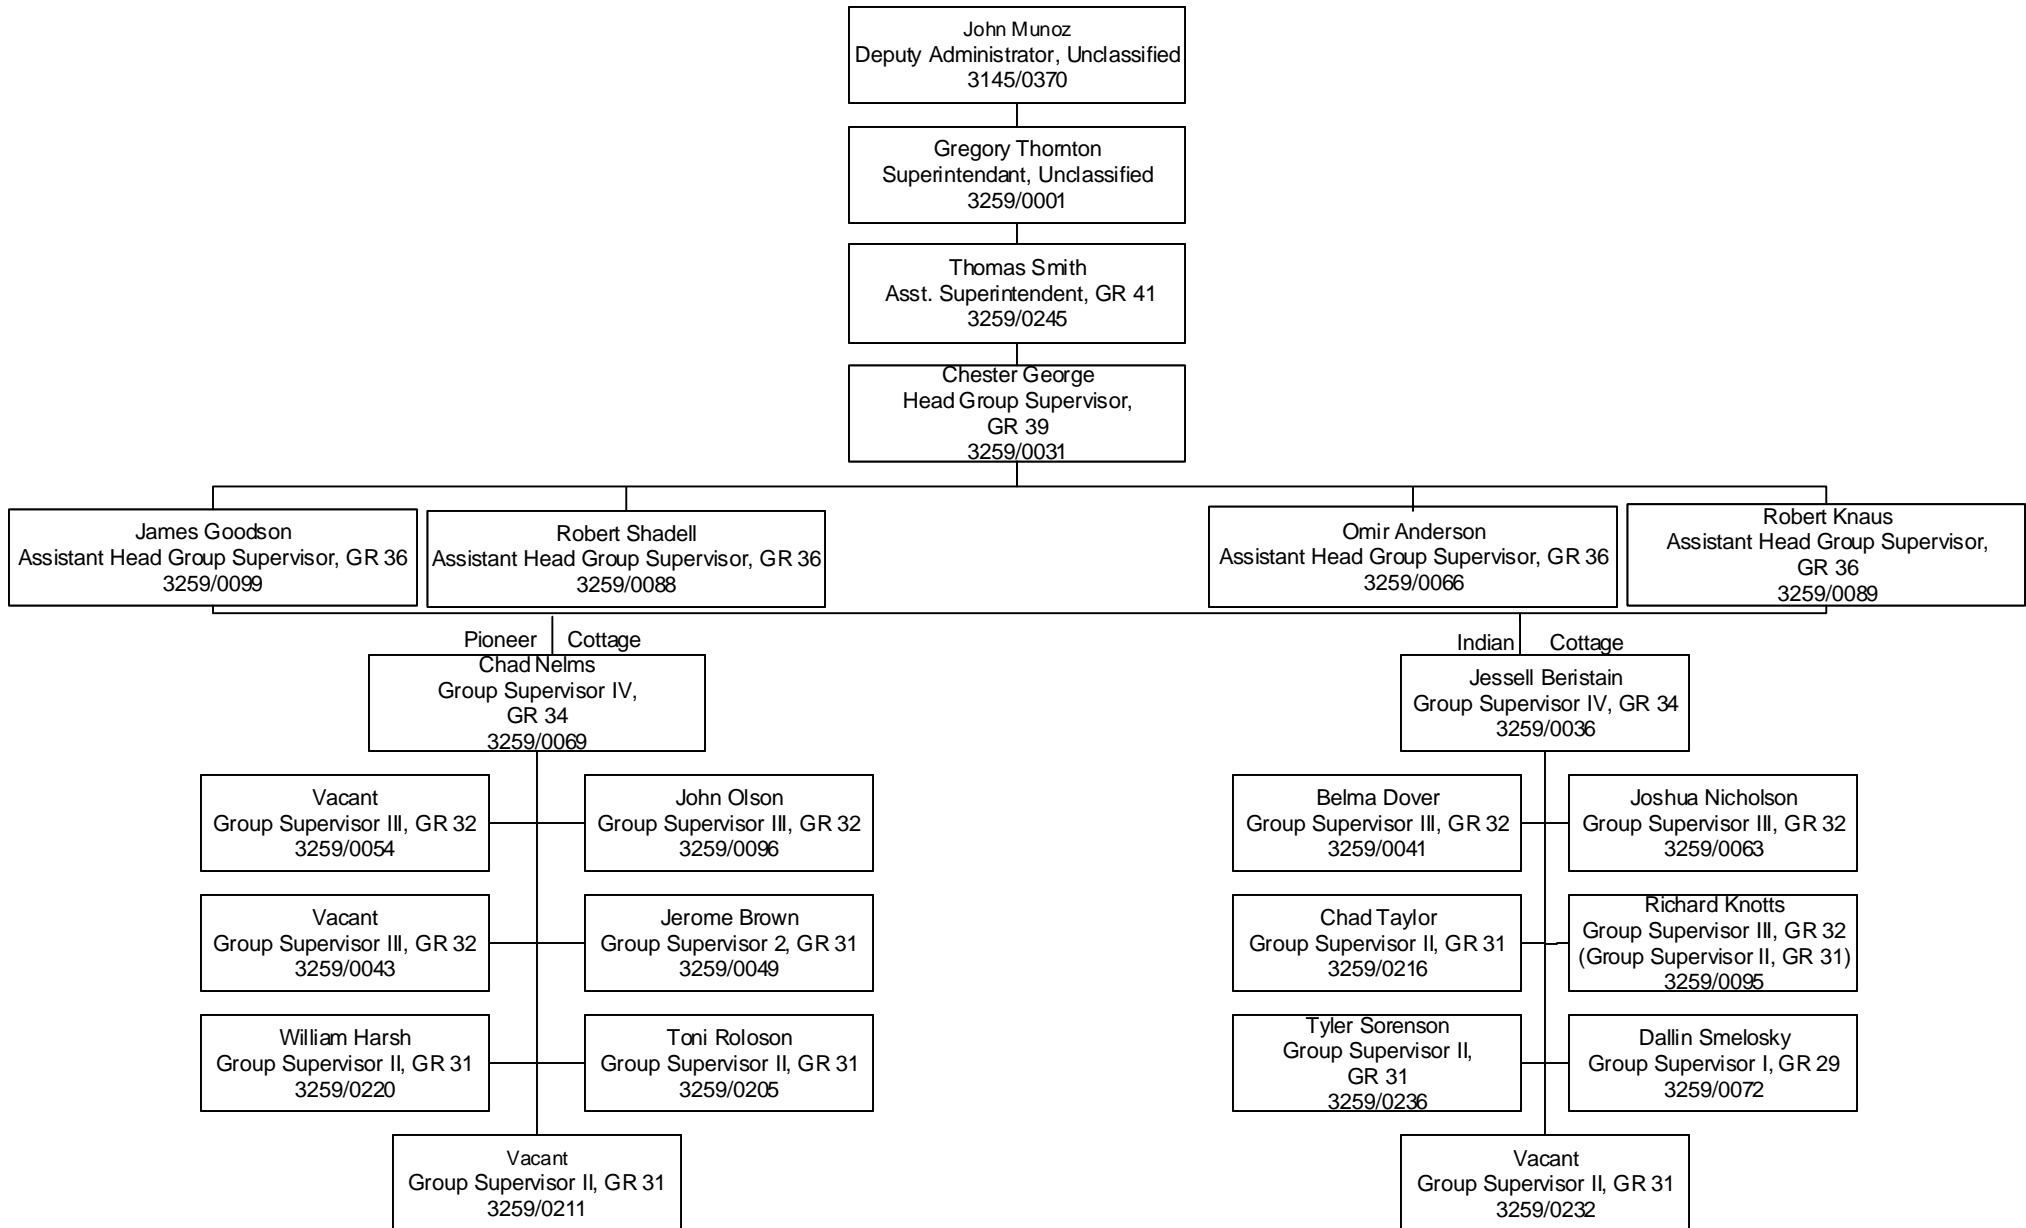 John Munoz
Deputy Administrator, Unclassified
3145/0370
Gregory Thornton
Superintendant, Unclassified
3259/0001
Thomas Smith
Asst. Superintendent, GR 41
3259/0245
Chester George
Head Group Supervisor,
GR 39
3259/0031
James Goodson
Assistant Head Group Supervisor, GR 36
3259/0099
Robert Shadell
Assistant Head Group Supervisor, GR 36
3259/0088
Omir Anderson
Assistant Head Group Supervisor, GR 36
3259/0066
Robert Knaus
Assistant Head Group Supervisor,
GR 36
3259/0089
Pioneer Cottage
Chad Nelms
Group Supervisor IV,
GR 34
3259/0069
Vacant
Group Supervisor III, GR 32
3259/0054
John Olson
Group Supervisor III, GR 32
3259/0096
Vacant
Group Supervisor III, GR 32
3259/0043
Jerome Brown
Group Supervisor 2, GR 31
3259/0049
William Harsh
Group Supervisor II, GR 31
3259/0220
Toni Roloson
Group Supervisor II, GR 31
3259/0205
Vacant
Group Supervisor II, GR 31
3259/0211
Indian Cottage
Jessell Beristain
Group Supervisor IV, GR 34
3259/0036
Belma Dover
Group Supervisor III, GR 32
3259/0041
Joshua Nicholson
Group Supervisor III, GR 32
3259/0063
Chad Taylor
Group Supervisor II, GR 31
3259/0216
Richard Knotts
Group Supervisor III, GR 32
(Group Supervisor II, GR 31)
3259/0095
Tyler Sorenson
Group Supervisor II,
GR 31
3259/0236
Dallin Smelosky
Group Supervisor I, GR 29
3259/0072
Vacant
Group Supervisor II, GR 31
3259/0232